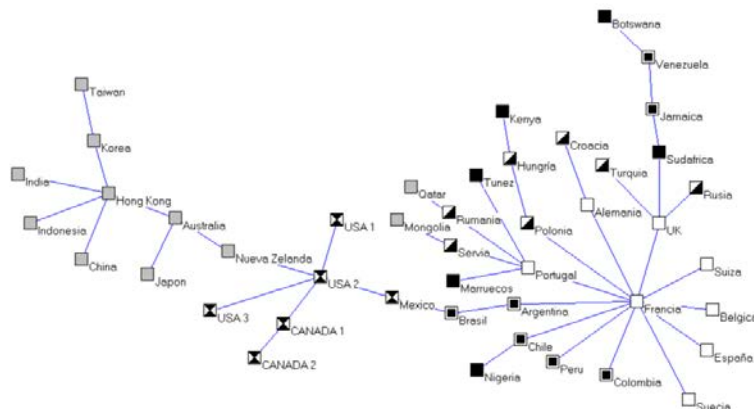 Botswana
Venezuela
Taiwan
Jamaica
Kenya
Korea
Croacia
Hungría
Turquia
Sudafrica
India
Tunez
Rusia
Hong Kong
Qatar
Alemania
Rumania
Indonesia
Australia
USA 1
Mongolia
Polonia
UK
Servia
China
Japon
Nueva Zelanda
Portugal
Suiza
USA 2
Marruecos
Mexico
Francia
USA 3
Brasil
Argentina
Belgica
CANADA 1
Chile
España
CANADA 2
Nigeria
Peru
Colombia
Suecia